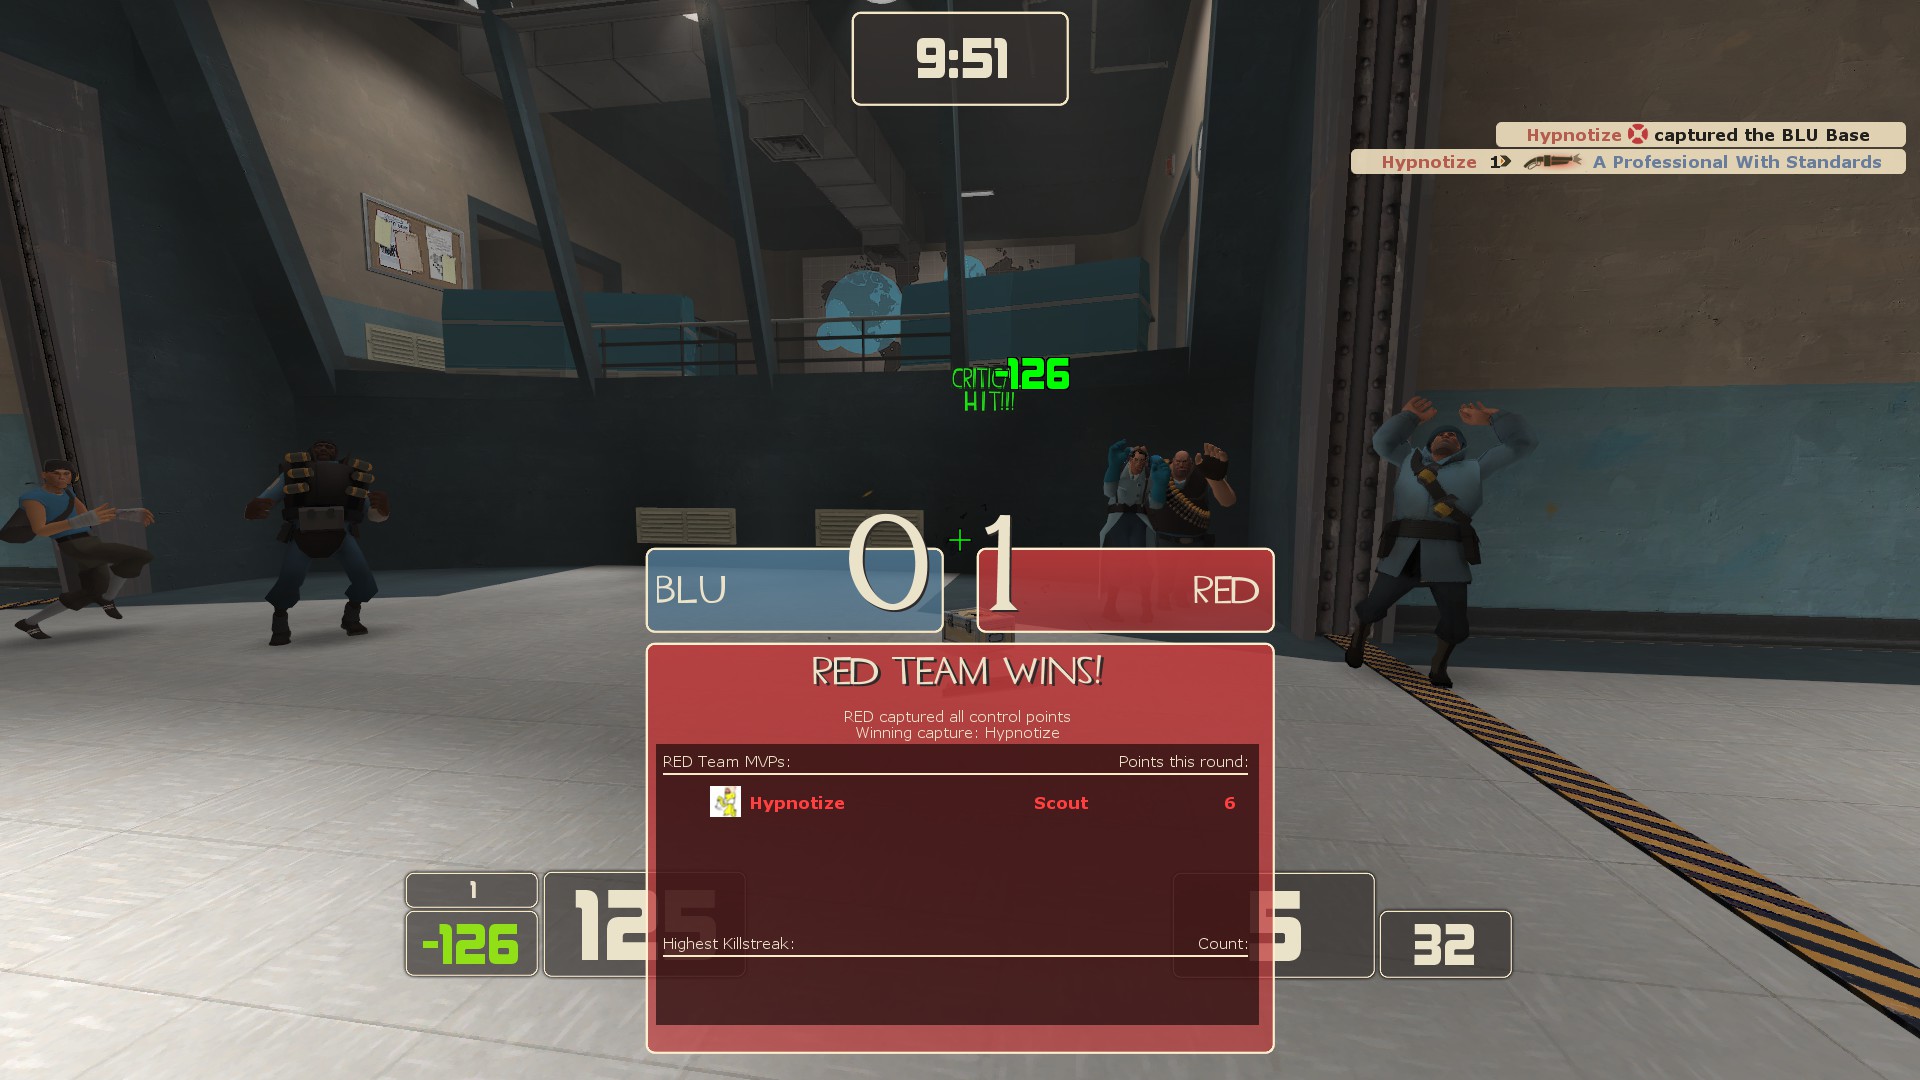 9:51
Hypnotize captured the BLU Base
Hypnotize 1 A Professional With Standards
-126
HIT!!!
0 1
BLU RED
RED TEAM WINS!
RED captured all control points
Winning capture: Hypnotize
RED Team MVPs: Points this round:
Hypnotize Scout 6
1
-126
125
5
32
Highest Killstreak: Count: